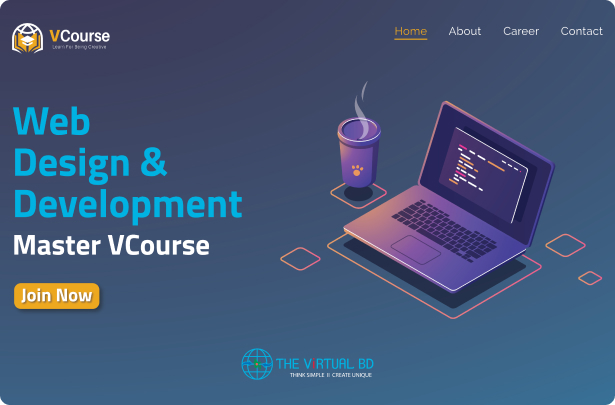 VCourse
Learn For Being Creative
Home About Career Contact
Web
Design &
Development
Master VCourse
Join Now
THE V RTUAL BD
THINK SIMPLE II CREATE UNIQUE